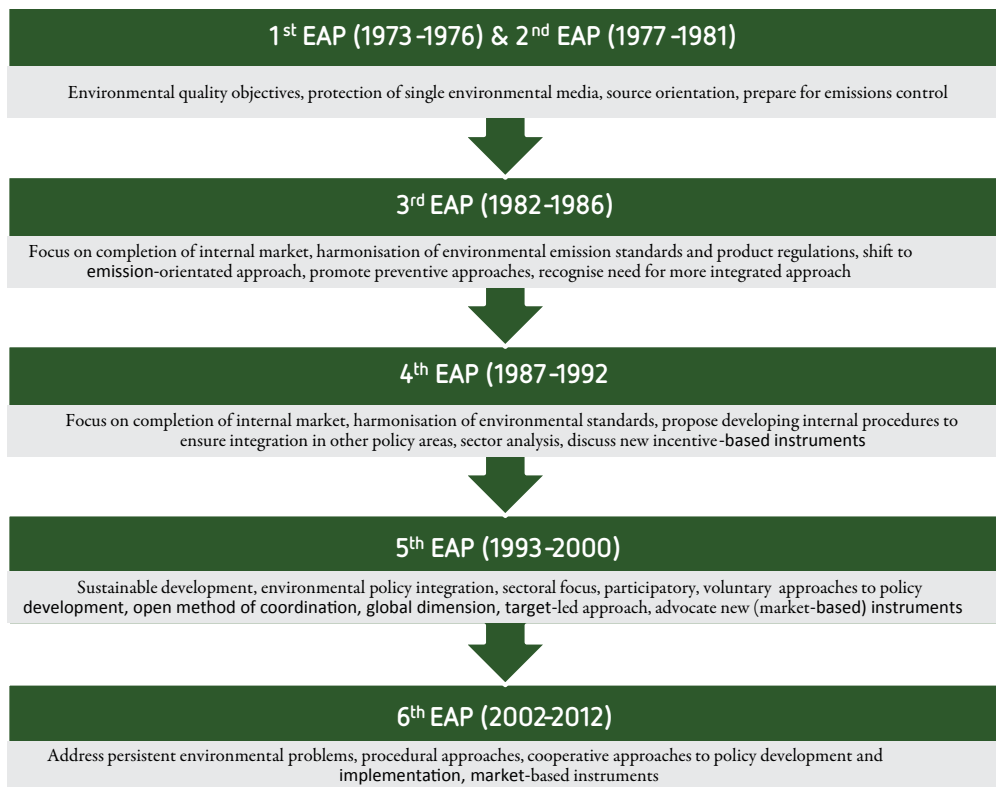 1st EAP (1973-1976) & 2nd EAP (1977-1981)
Environmental quality objectives, protection of single environmental media, source orientation, prepare for emissions control
3rd EAP (1982-1986)
Focus on completion of internal market, harmonisation of environmental emission standards and product regulations, shift to
emission-orientated approach, promote preventive approaches, recognise need for more integrated approach
4th EAP (1987-1992
Focus on completion of internal market, harmonisation of environmental standards, propose developing internal procedures to
ensure integration in other policy areas, sector analysis, discuss new incentive-based instruments
5th EAP (1993-2000)
Sustainable development, environmental policy integration, sectoral focus, participatory, voluntary approaches to policy
development, open method of coordination, global dimension, target-led approach, advocate new (market-based) instruments
6th EAP (2002-2012)
Address persistent environmental problems, procedural approaches, cooperative approaches to policy development and
implementation, market-based instruments